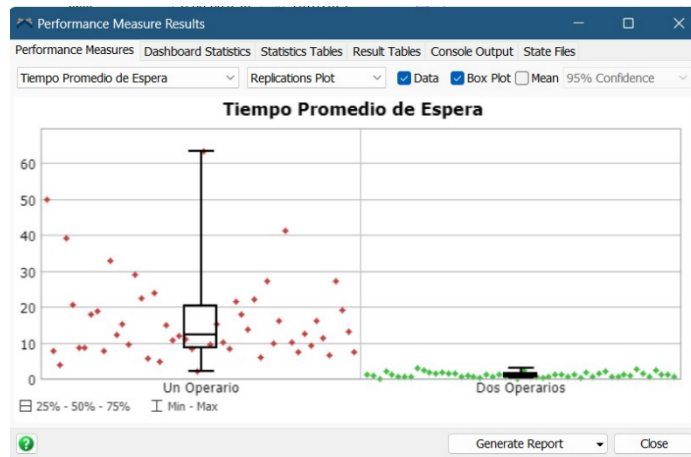 Performance Measure Results
Performance Measures Dashboard Statistics Statistics Tables Result Tables Console Output State Files
Tiempo Promedio de Espera Replications Plot Data Box Plot Mean 95% Confidence
Tiempo Promedio de Espera
60
50
40
30
20
10
0
Un Operario Dos Operarios
25% - 50% - 75% Min - Max
? Generate Report Close